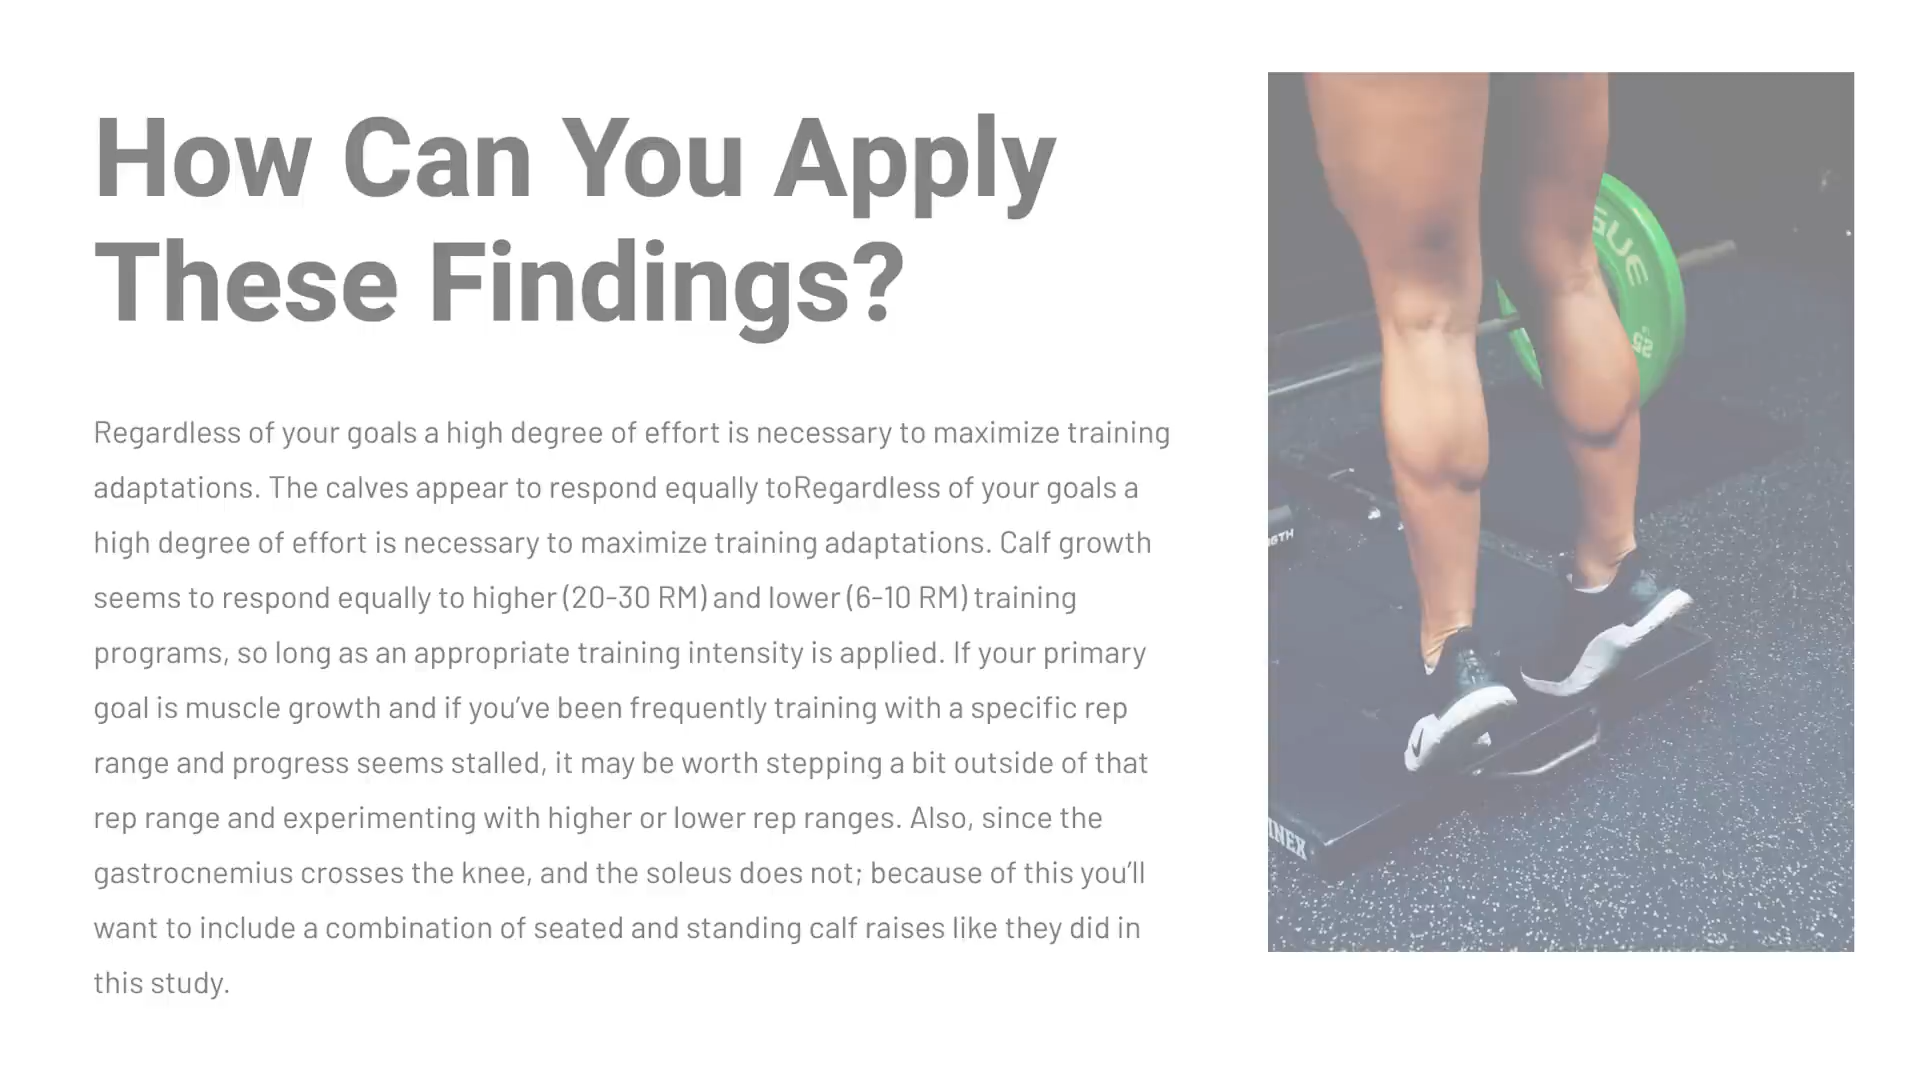 How Can You Apply
These Findings?
Regardless of your goals a high degree of effort is necessary to maximize training
adaptations. The calves appear to respond equally toRegardless of your goals a
high degree of effort is necessary to maximize training adaptations. Calf growth
seems to respond equally to higher (20-30 RM) and lower (6-10 RM) training
programs, so long as an appropriate training intensity is applied. If your primary
goal is muscle growth and if you’ve been frequently training with a specific rep
range and progress seems stalled, it may be worth stepping a bit outside of that
rep range and experimenting with higher or lower rep ranges. Also, since the
gastrocnemius crosses the knee, and the soleus does not; because of this you’ll
want to include a combination of seated and standing calf raises like they did in
this study.
GUE
55
GTH
INEX